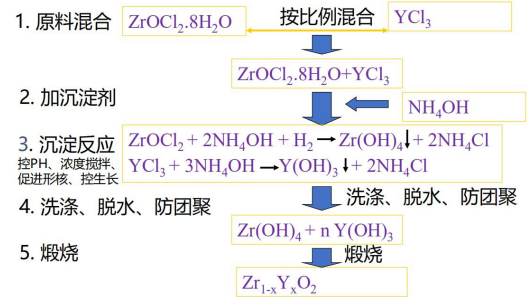 1. 原料混合
ZrOCl₂.8H₂O
按比例混合
YCl₃
ZrOCl₂.8H₂O+YCl₃
2. 加沉淀剂
NH₄OH
3. 沉淀反应
控PH、浓度搅拌、
促进形核、控生长
ZrOCl₂ + 2NH₄OH + H₂ → Zr(OH)₄↓ + 2NH₄Cl
YCl₃ + 3NH₄OH → Y(OH)₃↓ + 2NH₄Cl
4. 洗涤、脱水、防团聚
洗涤、脱水、防团聚
Zr(OH)₄ + n Y(OH)₃
5. 煅烧
煅烧
Zr₁₋ₓYₓO₂